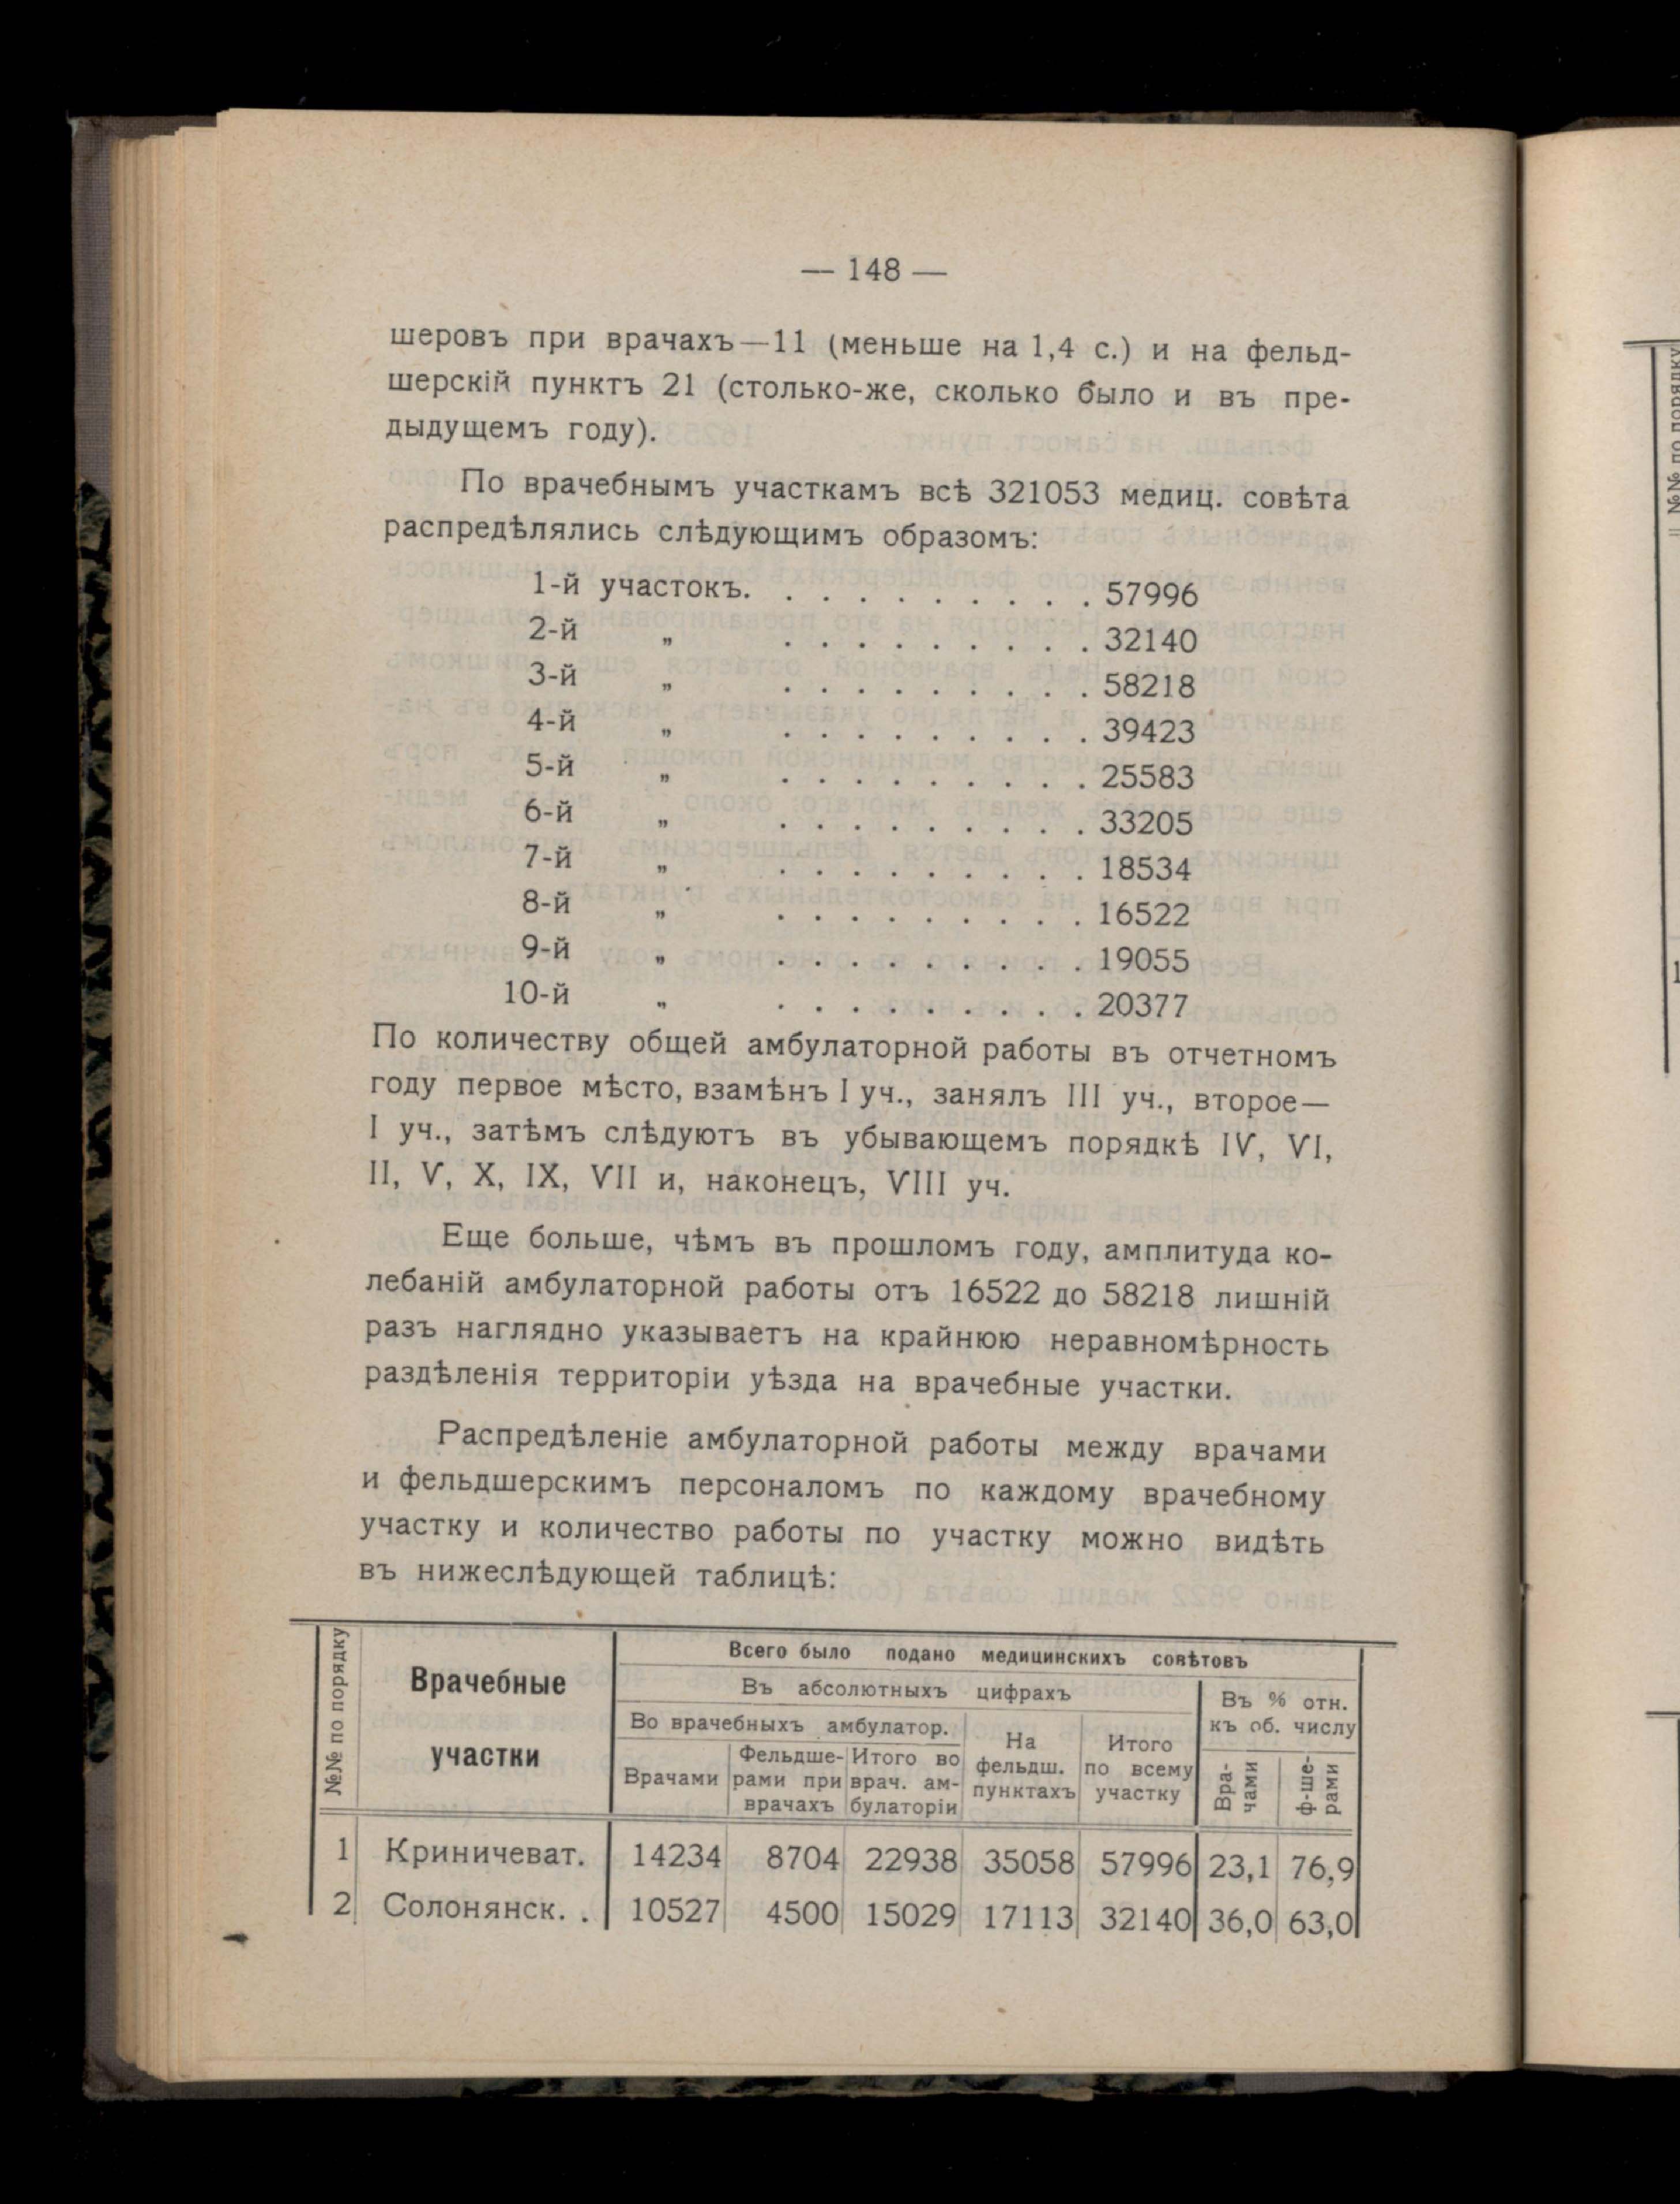 — 148 —
шеровъ при врачахъ—11 (меньше на 1,4 с.) и на фельд-
шерскій пунктъ 21 (столько-же, сколько было и въ пре-
дыдущемъ году).
По врачебнымъ участкамъ всѣ 321053 медиц. совѣта
распредѣлялись слѣдующимъ образомъ:
1-й участокъ. . . . . . . . . . 57996
2-й „ . . . . . . . . . 32140
3-й „ . . . . . . . . . 58218
4-й „ . . . . . . . . . 39423
5-й „ . . . . . . . . . 25583
6-й „ . . . . . . . . . 33205
7-й „ . . . . . . . . . 18534
8-й „ . . . . . . . . . 16522
9-й „ . . . . . . . . . 19055
10-й „ . . . . . . . . . 20377
По количеству общей амбулаторной работы въ отчетномъ
году первое мѣсто, взамѣнъ I уч., занялъ III уч., второе—
I уч., затѣмъ слѣдуютъ въ убывающемъ порядкѣ IV, VI,
II, V, X, IX, VII и, наконецъ, VIII уч.
Еще больше, чѣмъ въ прошломъ году, амплитуда ко-
лебаній амбулаторной работы отъ 16522 до 58218 лишній
разъ наглядно указываетъ на крайнюю неравномѣрность
раздѣленія территоріи уѣзда на врачебные участки.
Распредѣленіе амбулаторной работы между врачами
и фельдшерскимъ персоналомъ по каждому врачебному
участку и количество работы по участку можно видѣть
въ нижеслѣдующей таблицѣ:
№№ по порядку
Врачебные
участки
Всего было подано медицинскихъ совѣтовъ
Въ абсолютныхъ цифрахъ
Въ % отн.
къ об. числу
Во врачебныхъ амбулатор.
Врачами
Фельдше-
рами при
врачахъ
Итого во
врач. ам-
булаторіи
На
фельдш.
пунктахъ
Итого
по всему
участку
Вра-
чами
ф-ше-
рами
1 Криничеват. 14234 8704 22938 35058 57996 23,1 76,9
2 Солонянск. . 10527 4500 15029 17113 32140 36,0 63,0
№№ по порядку